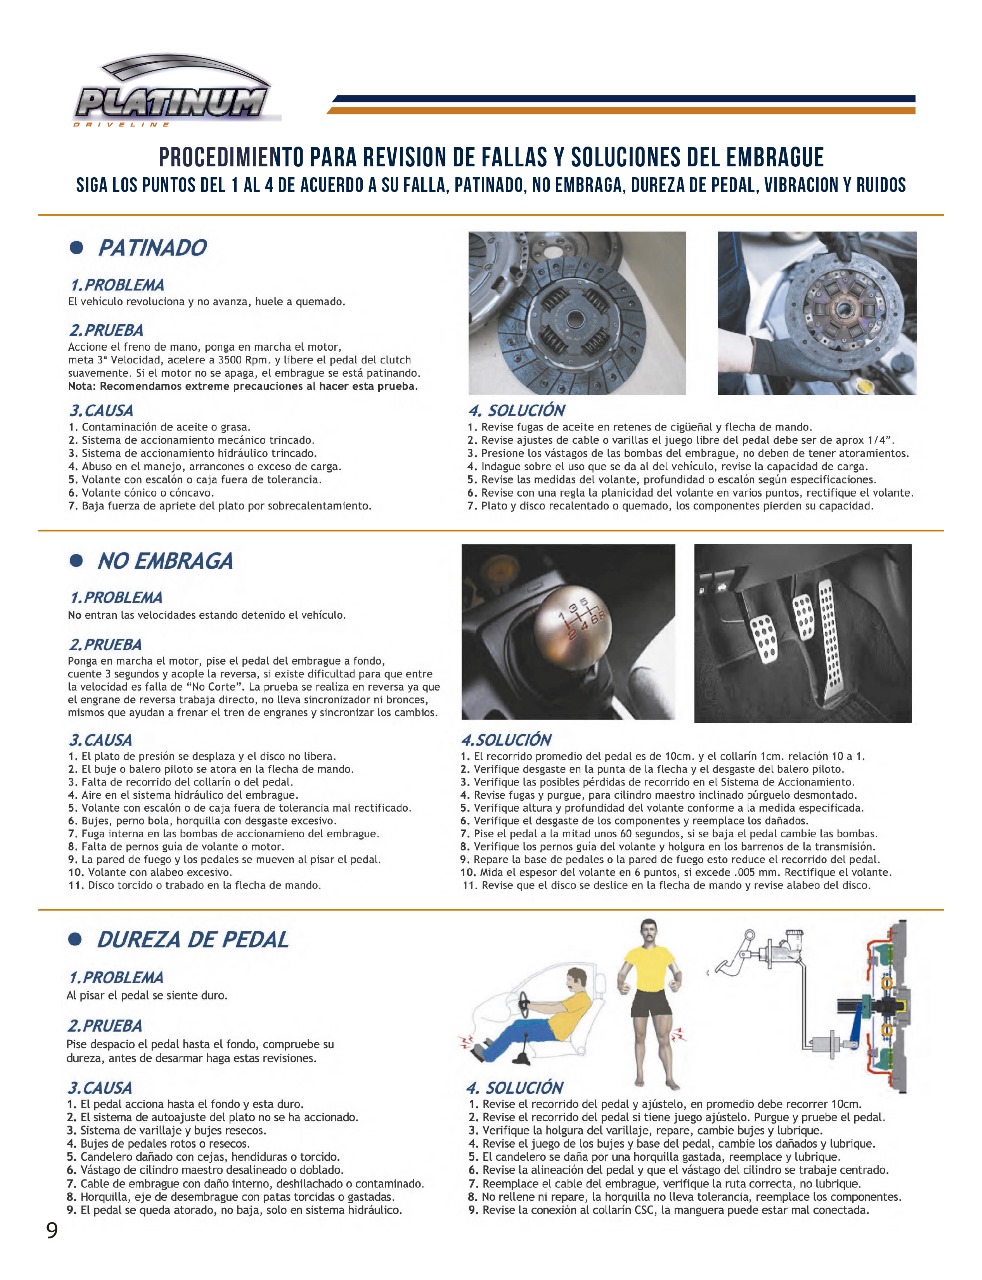 PLATINUM
DRIVELINE
PROCEDIMIENTO PARA REVISION DE FALLAS Y SOLUCIONES DEL EMBRAGUE
SIGA LOS PUNTOS DEL 1 AL 4 DE ACUERDO A SU FALLA, PATINADO, NO EMBRAGA, DUREZA DE PEDAL, VIBRACION Y RUIDOS
● PATINADO
1.PROBLEMA
El vehículo revoluciona y no avanza, huele a quemado.
2.PRUEBA
Accione el freno de mano, ponga en marcha el motor,
meta 3ª Velocidad, acelere a 3500 Rpm. y libere el pedal del clutch
suavemente. Si el motor no se apaga, el embrague se está patinando.
Nota: Recomendamos extreme precauciones al hacer esta prueba.
3.CAUSA
1. Contaminación de aceite o grasa.
2. Sistema de accionamiento mecánico trincado.
3. Sistema de accionamiento hidráulico trincado.
4. Abuso en el manejo, arrancones o exceso de carga.
5. Volante con escalón o caja fuera de tolerancia.
6. Volante cónico o cóncavo.
7. Baja fuerza de apriete del plato por sobrecalentamiento.
4. SOLUCIÓN
1. Revise fugas de aceite en retenes de cigüeñal y flecha de mando.
2. Revise ajustes de cable o varillas el juego libre del pedal debe ser de aprox 1/4”.
3. Presione los vástagos de las bombas del embrague, no deben de tener atoramientos.
4. Indague sobre el uso que se da al del vehículo, revise la capacidad de carga.
5. Revise las medidas del volante, profundidad o escalón según especificaciones.
6. Revise con una regla la planicidad del volante en varios puntos, rectifique el volante.
7. Plato y disco recalentado o quemado, los componentes pierden su capacidad.
● NO EMBRAGA
1.PROBLEMA
No entran las velocidades estando detenido el vehículo.
2.PRUEBA
Ponga en marcha el motor, pise el pedal del embrague a fondo,
cuente 3 segundos y acople la reversa, si existe dificultad para que entre
la velocidad es falla de “No Corte”. La prueba se realiza en reversa ya que
el engrane de reversa trabaja directo, no lleva sincronizador ni bronces,
mismos que ayudan a frenar el tren de engranes y sincronizar los cambios.
3.CAUSA
1. El plato de presión se desplaza y el disco no libera.
2. El buje o balero piloto se atora en la flecha de mando.
3. Falta de recorrido del collarín o del pedal.
4. Aire en el sistema hidráulico del embrague.
5. Volante con escalón o de caja fuera de tolerancia mal rectificado.
6. Bujes, perno bola, horquilla con desgaste excesivo.
7. Fuga interna en las bombas de accionamieno del embrague.
8. Falta de pernos guía de volante o motor.
9. La pared de fuego y los pedales se mueven al pisar el pedal.
10. Volante con alabeo excesivo.
11. Disco torcido o trabado en la flecha de mando.
4.SOLUCIÓN
1. El recorrido promedio del pedal es de 10cm. y el collarín 1cm. relación 10 a 1.
2. Verifique desgaste en la punta de la flecha y el desgaste del balero piloto.
3. Verifique las posibles pérdidas de recorrido en el Sistema de Accionamiento.
4. Revise fugas y purgue, para cilindro maestro inclinado púrguelo desmontado.
5. Verifique altura y profundidad del volante conforme a la medida especificada.
6. Verifique el desgaste de los componentes y reemplace los dañados.
7. Pise el pedal a la mitad unos 60 segundos, si se baja el pedal cambie las bombas.
8. Verifique los pernos guía del volante y holgura en los barrenos de la transmisión.
9. Repare la base de pedales o la pared de fuego esto reduce el recorrido del pedal.
10. Mida el espesor del volante en 6 puntos, si excede .005 mm. Rectifique el volante.
11. Revise que el disco se deslice en la flecha de mando y revise alabeo del disco.
● DUREZA DE PEDAL
1.PROBLEMA
Al pisar el pedal se siente duro.
2.PRUEBA
Pise despacio el pedal hasta el fondo, compruebe su
dureza, antes de desarmar haga estas revisiones.
3.CAUSA
1. El pedal acciona hasta el fondo y esta duro.
2. El sistema de autoajuste del plato no se ha accionado.
3. Sistema de varillaje y bujes resecos.
4. Bujes de pedales rotos o resecos.
5. Candelero dañado con cejas, hendiduras o torcido.
6. Vástago de cilindro maestro desalineado o doblado.
7. Cable de embrague con daño interno, deshilachado o contaminado.
8. Horquilla, eje de desembrague con patas torcidas o gastadas.
9. El pedal se queda atorado, no baja, solo en sistema hidráulico.
4. SOLUCIÓN
1. Revise el recorrido del pedal y ajústelo, en promedio debe recorrer 10cm.
2. Revise el recorrido del pedal si tiene juego ajústelo. Purgue y pruebe el pedal.
3. Verifique la holgura del varillaje, repare, cambie bujes y lubrique.
4. Revise el juego de los bujes y base del pedal, cambie los dañados y lubrique.
5. El candelero se daña por una horquilla gastada, reemplace y lubrique.
6. Revise la alineación del pedal y que el vástago del cilindro se trabaje centrado.
7. Reemplace el cable del embrague, verifique la ruta correcta, no lubrique.
8. No rellene ni repare, la horquilla no lleva tolerancia, reemplace los componentes.
9. Revise la conexión al collarín CSC, la manguera puede estar mal conectada.
9